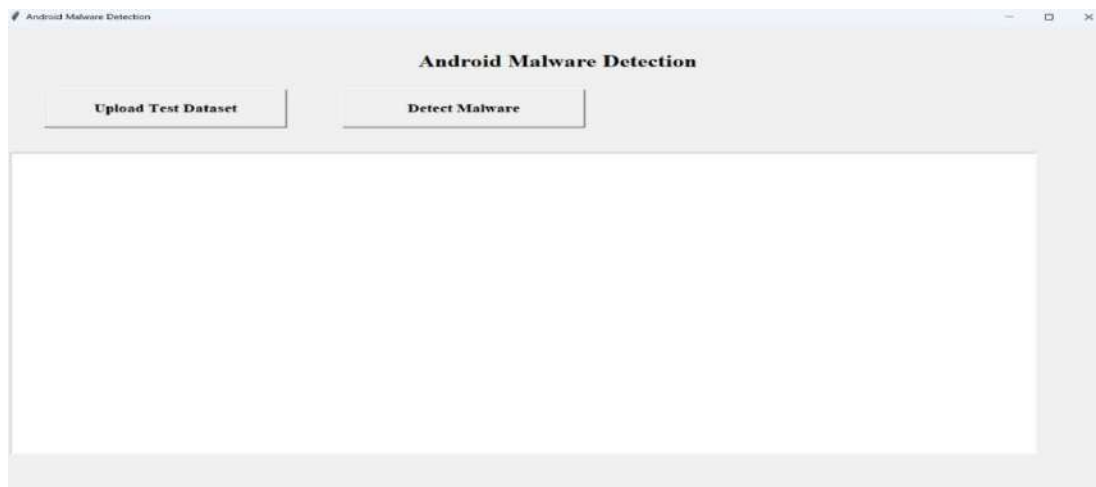 Android Malware Detection
Android Malware Detection
Upload Test Dataset
Detect Malware